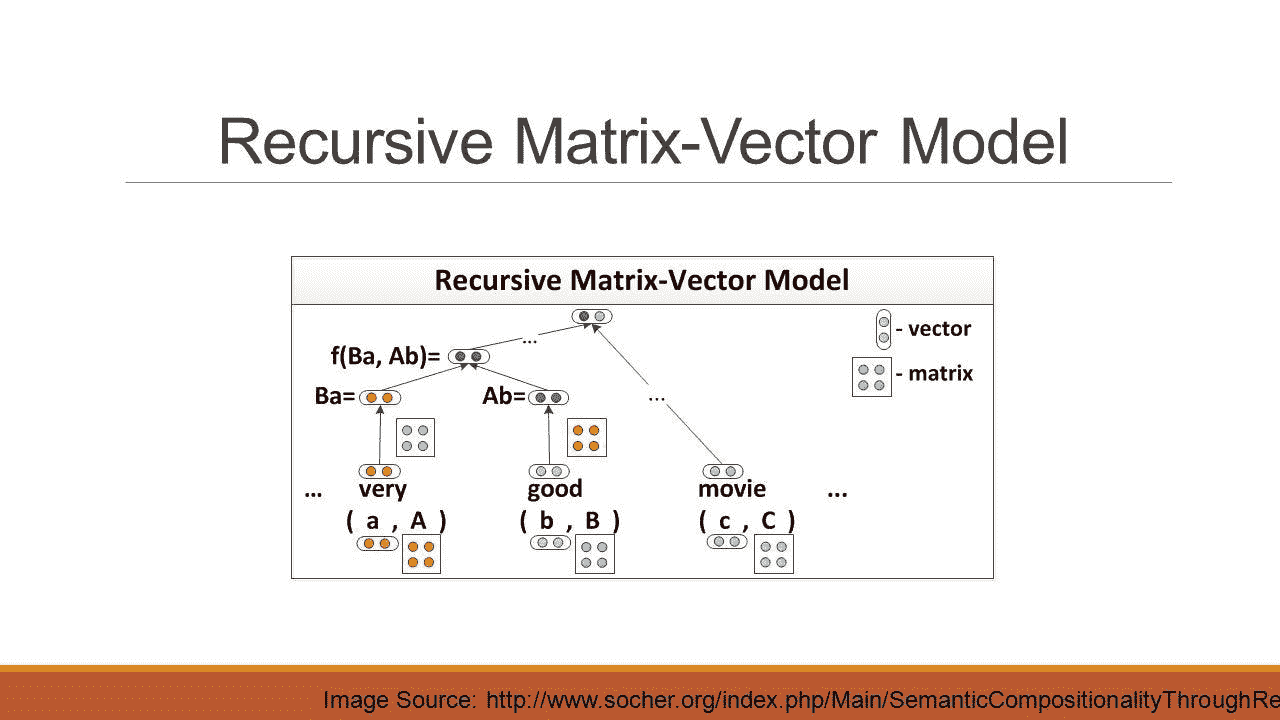 Recursive Matrix-Vector Model
Recursive Matrix-Vector Model
- vector
...
f(Ba, Ab)=
- matrix
Ba=
Ab=
...
... very good movie ...
( a , A ) ( b , B ) ( c , C )
Image Source: http://www.socher.org/index.php/Main/SemanticCompositionalityThroughRe